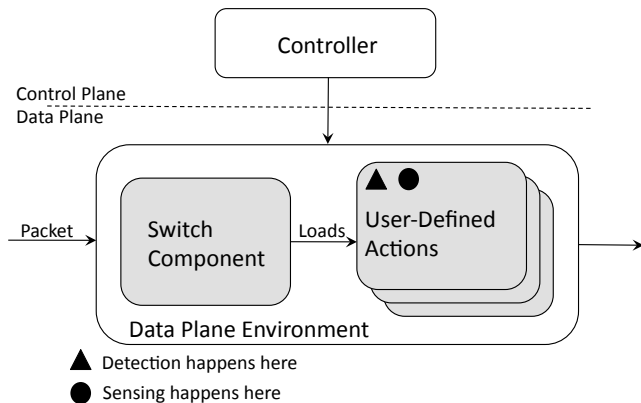 Controller
Control Plane
Data Plane
Packet
Switch
Component
Loads
User-Defined
Actions
Data Plane Environment
Detection happens here
Sensing happens here